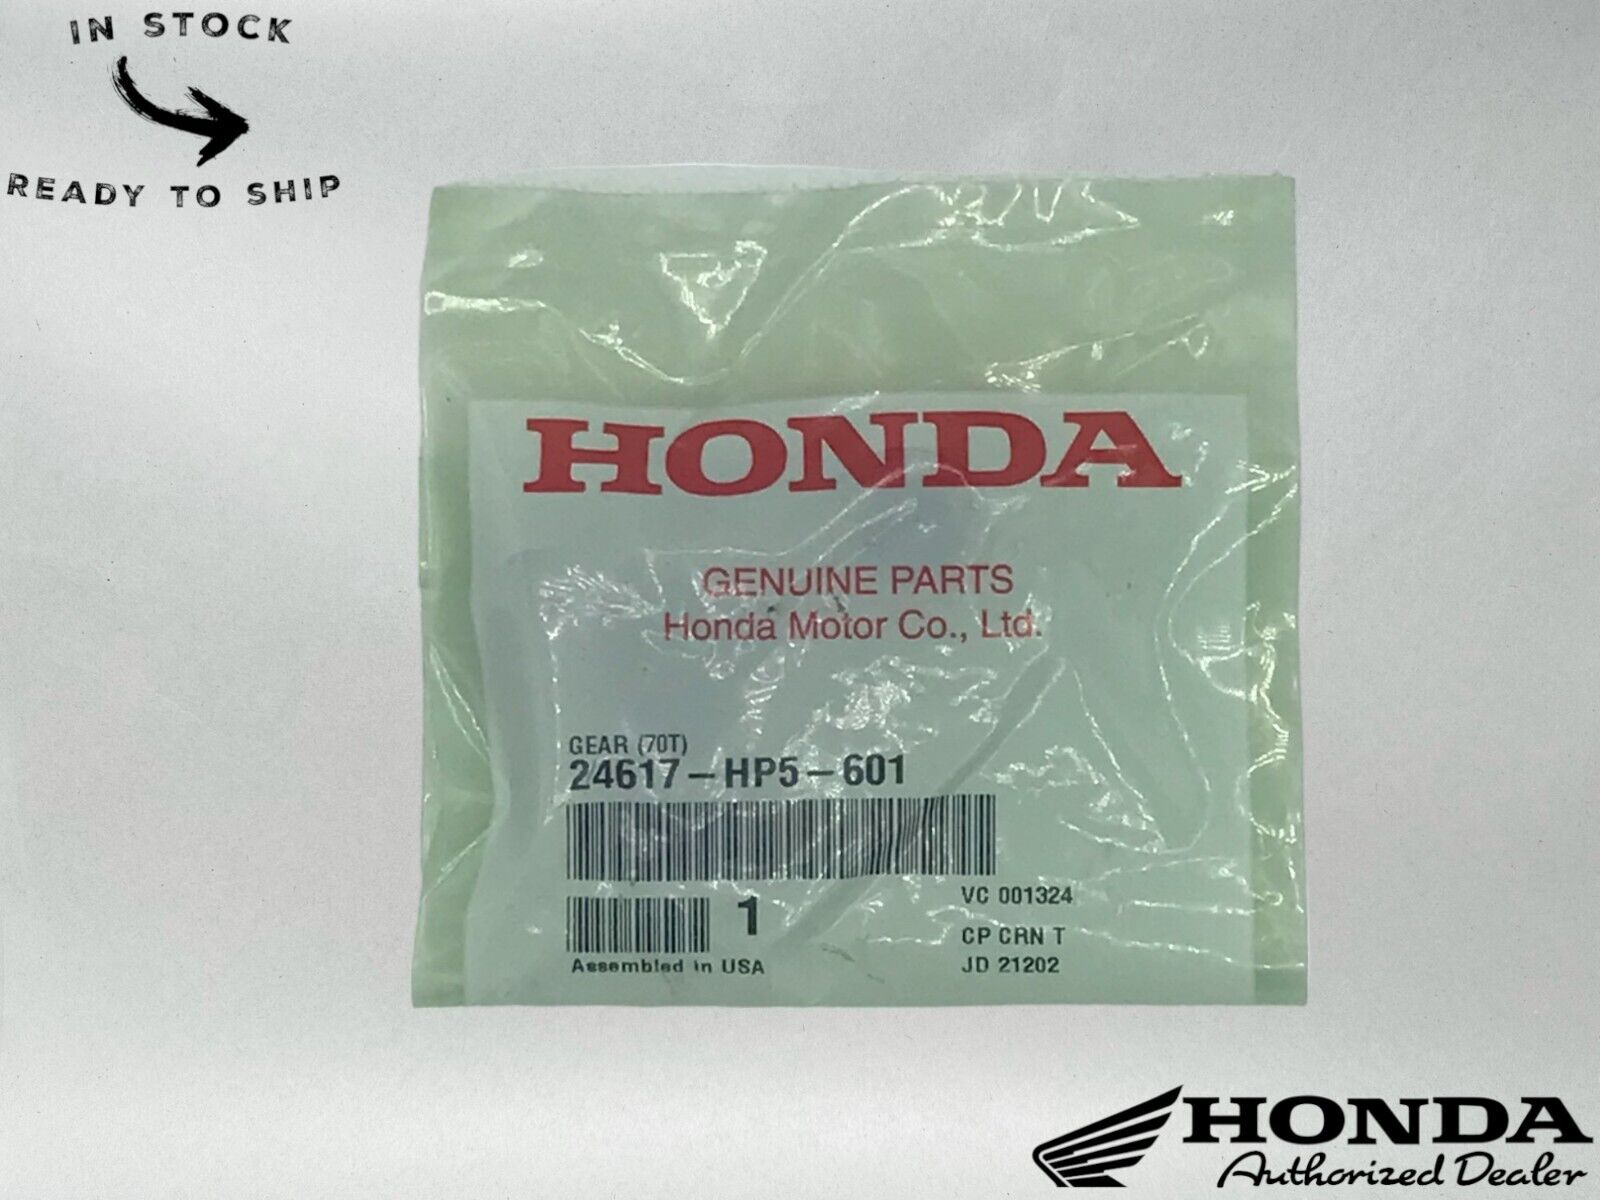 IN STOCK
READY TO SHIP
HONDA
GENUINE PARTS
Honda Motor Co., Ltd.
GEAR (70T)
24617-HP5-601
1
VC 001324
CP CRN T
Assembled in USA
JD 21202
HONDA
Authorized Dealer